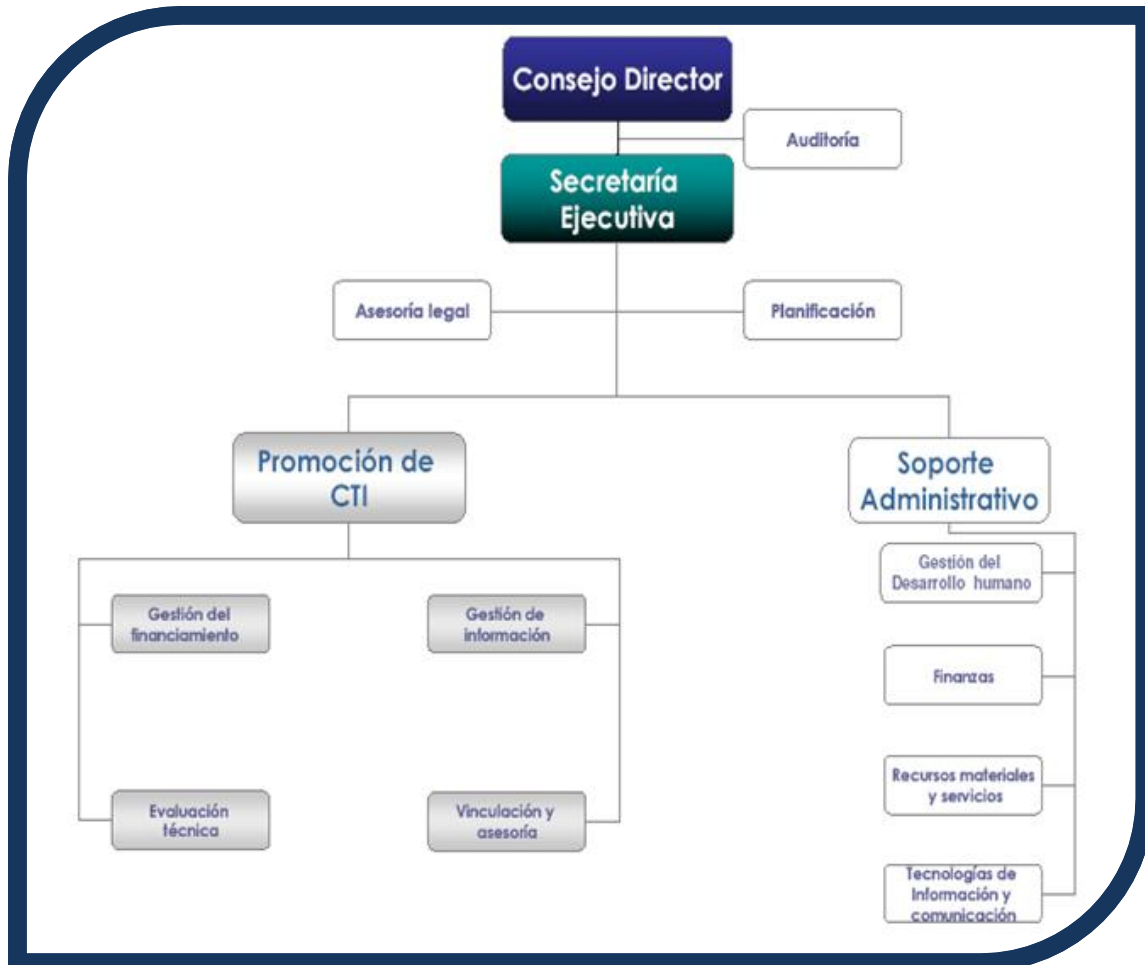 Consejo Director
Auditoría
Secretaría
Ejecutiva
Asesoría legal
Planificación
Promoción de
CTI
Soporte
Administrativo
Gestión del
financiamiento
Gestión de
información
Evaluación
técnica
Vinculación y
asesoría
Gestión del
Desarrollo humano
Finanzas
Recursos materiales
y servicios
Tecnologías de
Información y
comunicación